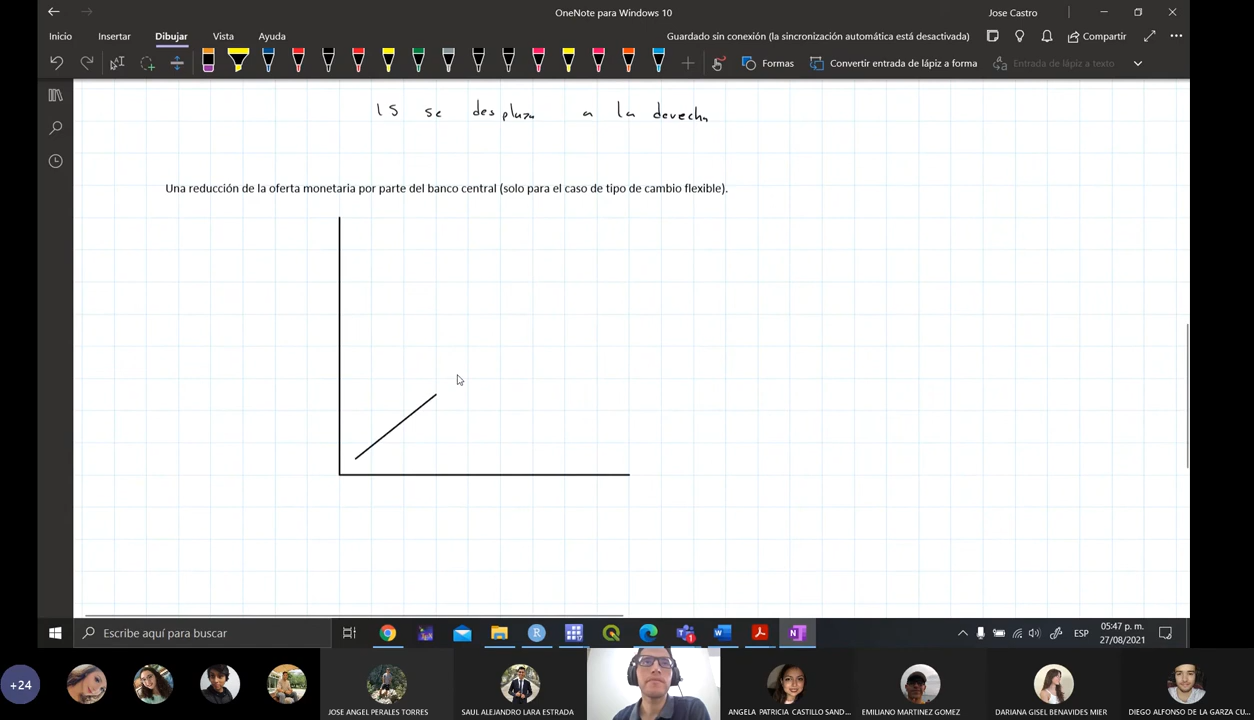 OneNote para Windows 10
Jose Castro
Inicio Insertar Dibujar Vista Ayuda
Guardado sin conexión (la sincronización automática está desactivada)
Compartir
Formas
Convertir entrada de lápiz a forma
Entrada de lápiz a texto
IS se desplaza a la derecha
Una reducción de la oferta monetaria por parte del banco central (solo para el caso de tipo de cambio flexible).
Escribe aquí para buscar
ESP
05:47 p. m.
27/08/2021
+24
JOSE ANGEL PERALES TORRES
SAUL ALEJANDRO LARA ESTRADA
ANGELA PATRICIA CASTILLO SAND...
EMILIANO MARTINEZ GOMEZ
DARIANA GISEL BENAVIDES MIER
DIEGO ALFONSO DE LA GARZA CU...